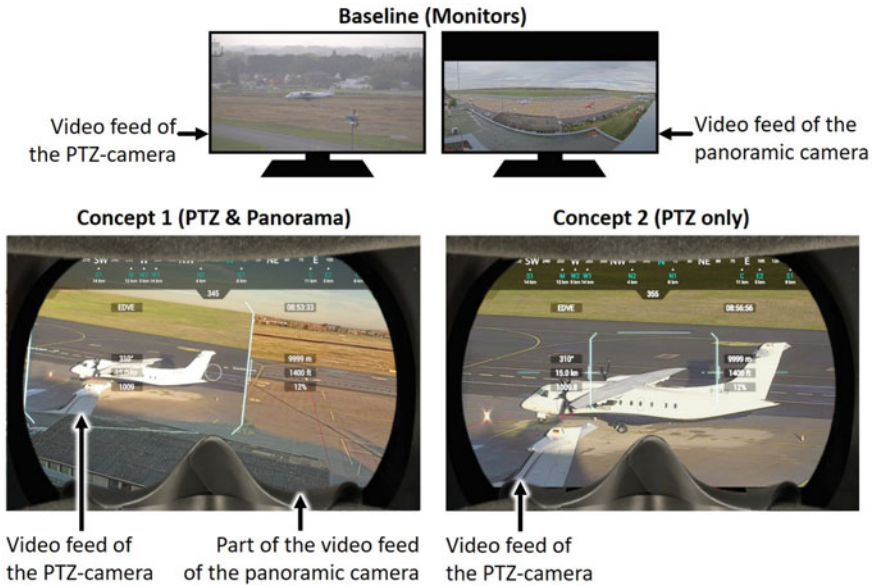 Baseline (Monitors)
Video feed of
the PTZ-camera
Video feed of the
panoramic camera
Concept 1 (PTZ & Panorama)
Concept 2 (PTZ only)
SW
W
NE
E
345
EDVE
08:53:33
310°
9999 m
1400 ft
1009
12%
SW
W
NW
N
NE
E
355
EDVE
08:56:56
310°
9999 m
15.0 km
1400 ft
1009.0
12%
Video feed of
the PTZ-camera
Part of the video feed
of the panoramic camera
Video feed of
the PTZ-camera